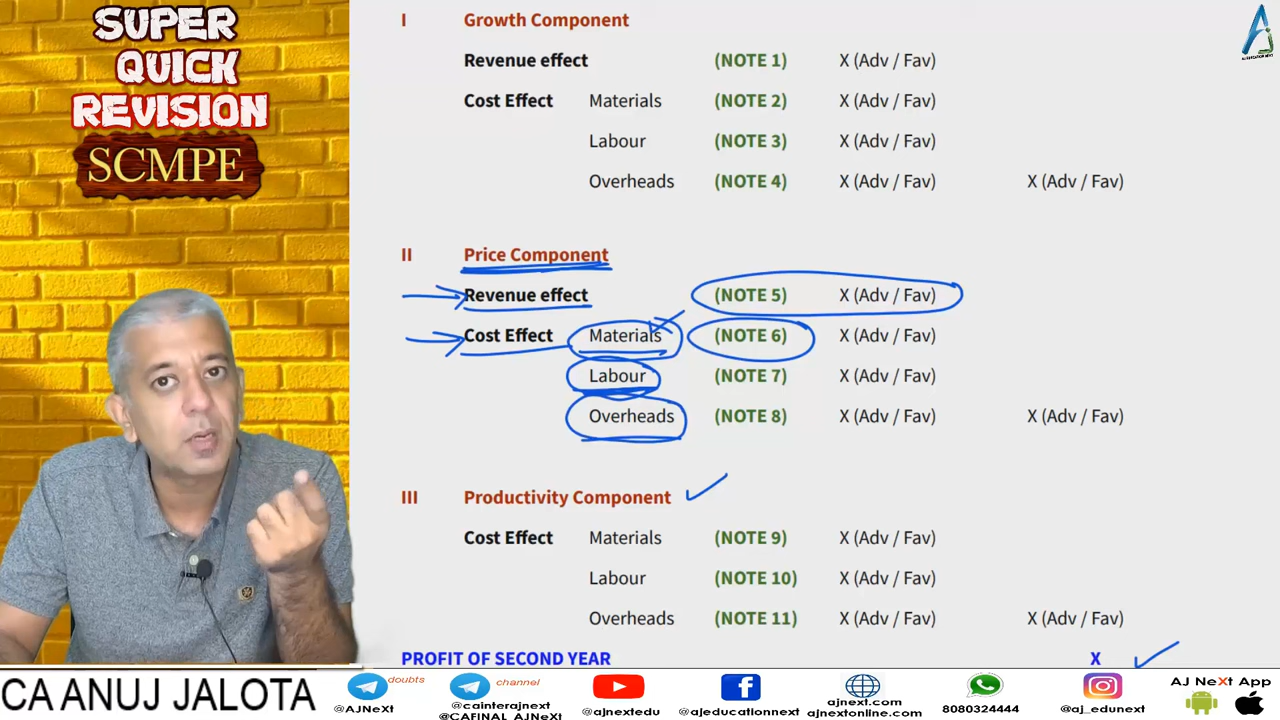 SUPER
QUICK
REVISION
SCMPE
I Growth Component
Revenue effect (NOTE 1) X (Adv / Fav)
Cost Effect Materials (NOTE 2) X (Adv / Fav)
Labour (NOTE 3) X (Adv / Fav)
Overheads (NOTE 4) X (Adv / Fav) X (Adv / Fav)
II Price Component
Revenue effect (NOTE 5) X (Adv / Fav)
Cost Effect Materials (NOTE 6) X (Adv / Fav)
Labour (NOTE 7) X (Adv / Fav)
Overheads (NOTE 8) X (Adv / Fav) X (Adv / Fav)
III Productivity Component
Cost Effect Materials (NOTE 9) X (Adv / Fav)
Labour (NOTE 10) X (Adv / Fav)
Overheads (NOTE 11) X (Adv / Fav) X (Adv / Fav)
PROFIT OF SECOND YEAR X
CA ANUJ JALOTA
doubts
@AJNeXt
channel
@cainterajnext
@CAFINAL_AJNeXt
@ajnextedu
@ajeducationnext
ajnext.com
ajnextonline.com
8080324444
@aj_edunext
AJ NeXt App